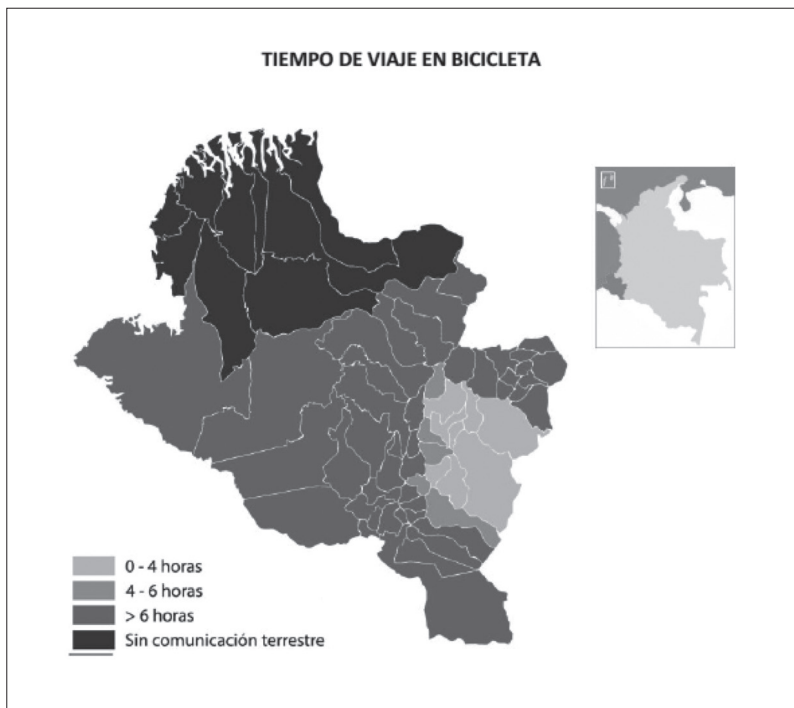 TIEMPO DE VIAJE EN BICICLETA
0 - 4 horas
4 - 6 horas
> 6 horas
Sin comunicación terrestre